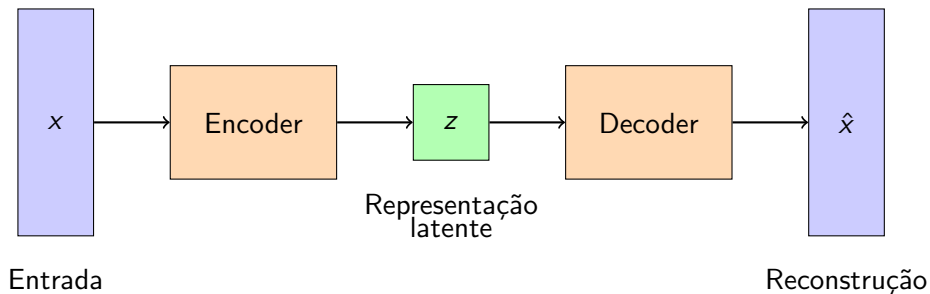 x
Encoder
z
Decoder
x̂
Representação
latente
Entrada
Reconstrução